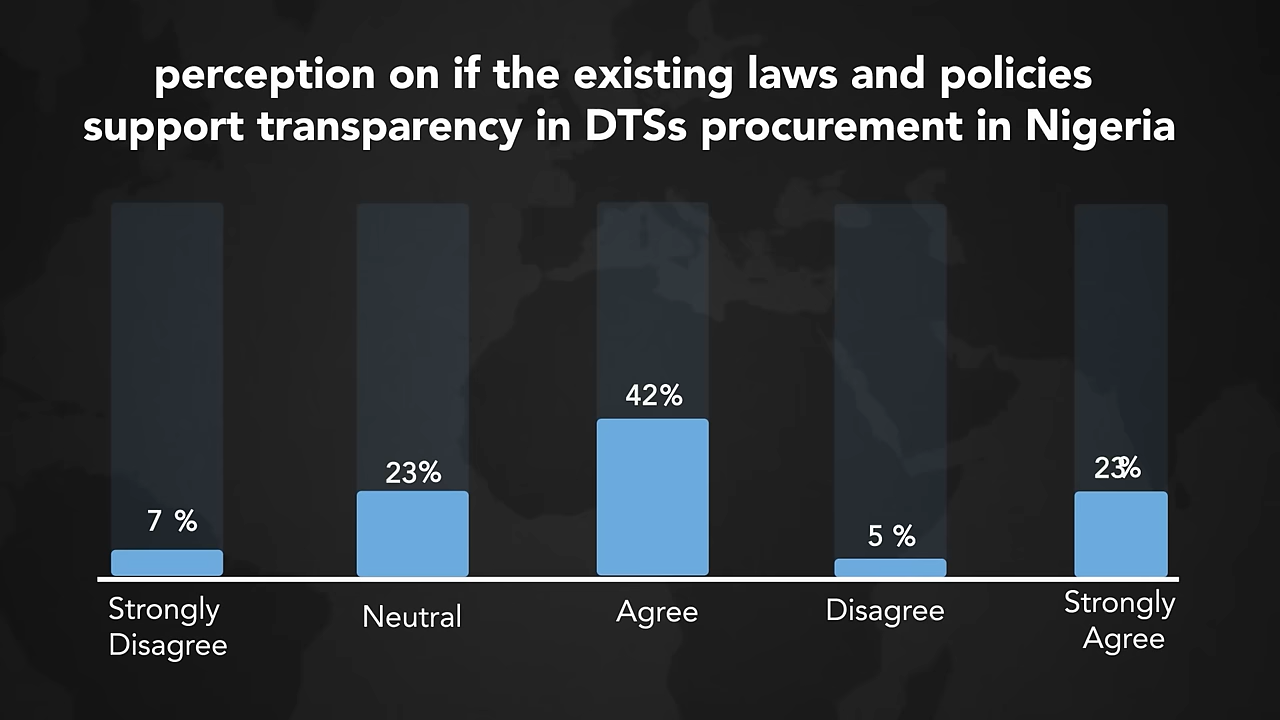 perception on if the existing laws and policies
support transparency in DTSs procurement in Nigeria
7 %
23%
42%
5 %
23%
Strongly
Disagree
Neutral
Agree
Disagree
Strongly
Agree